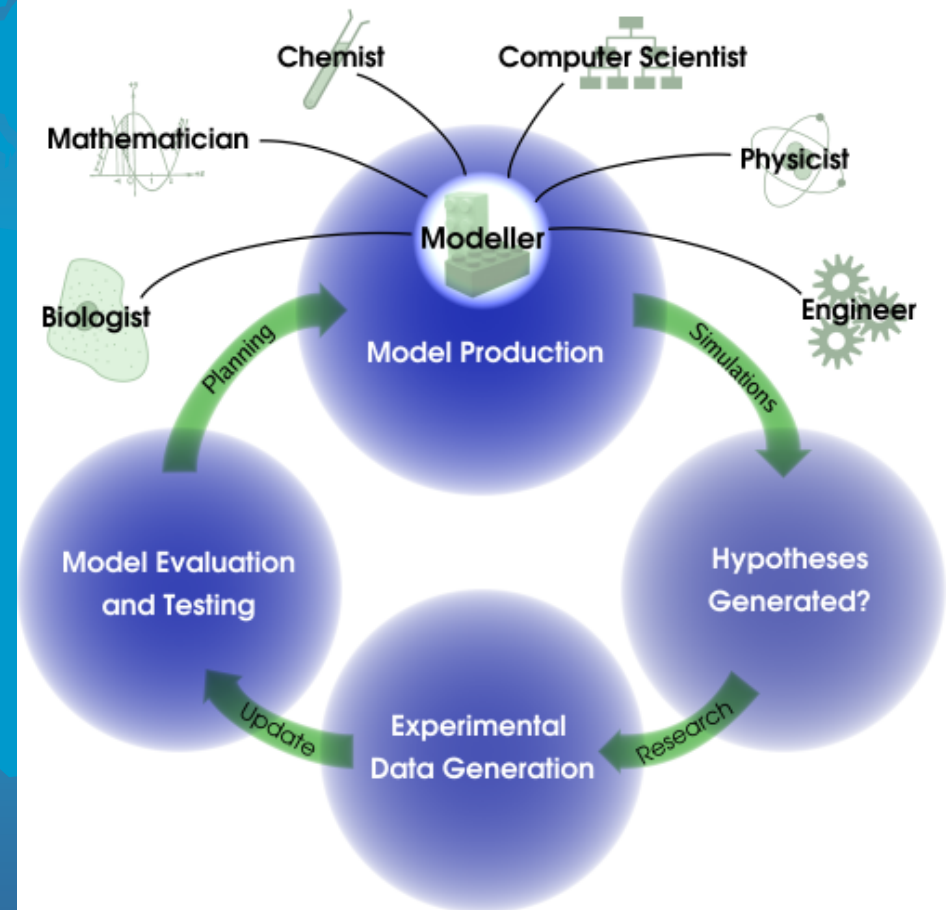 Chemist
Computer Scientist
Mathematician
Physicist
Modeller
Biologist
Engineer
Planning
Model Production
Simulations
Model Evaluation
and Testing
Hypotheses
Generated?
Update
Experimental
Data Generation
Research